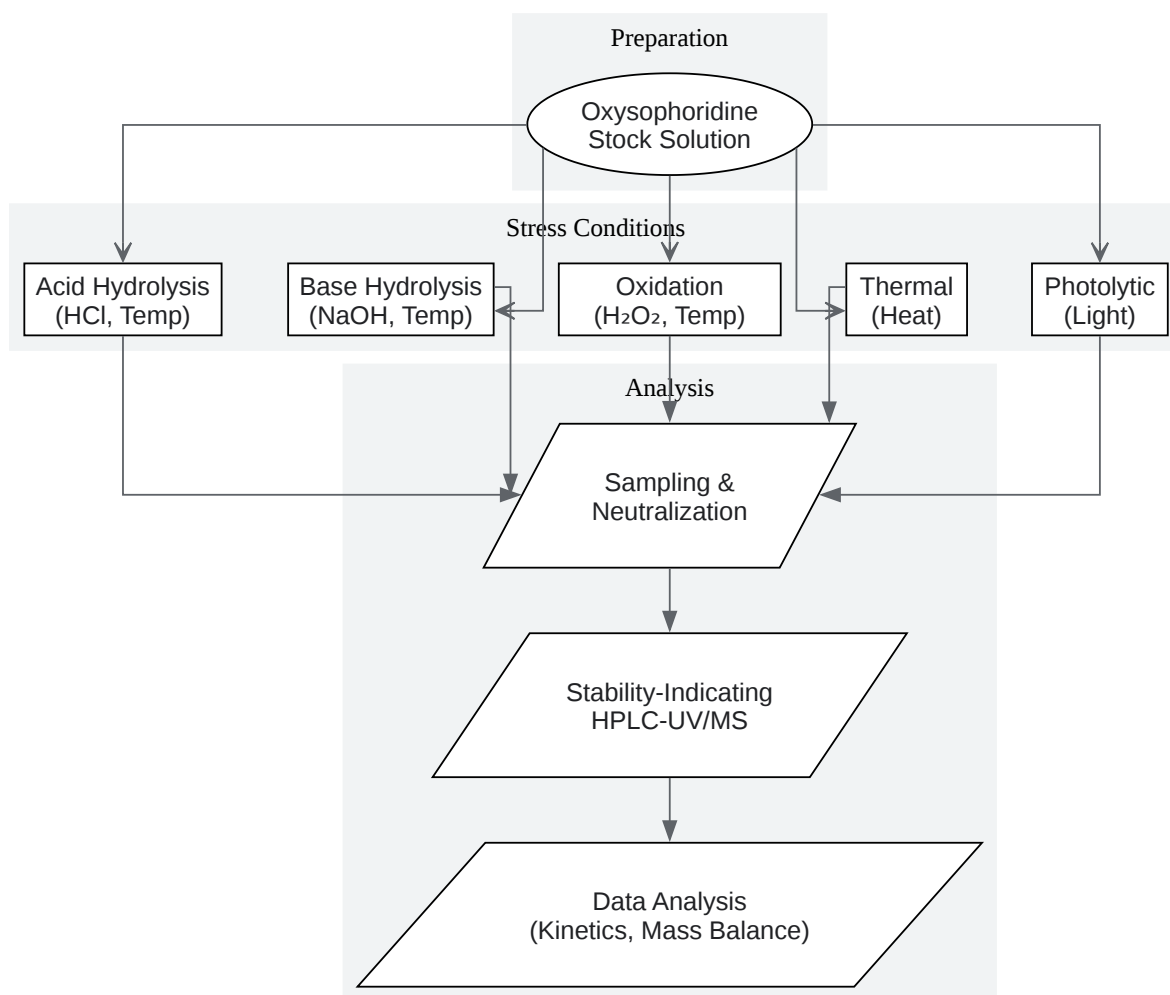 Preparation
Oxysophoridine
Stock Solution
Stress Conditions
Acid Hydrolysis
(HCl, Temp)
Base Hydrolysis
(NaOH, Temp)
Oxidation
(H₂O₂, Temp)
Thermal
(Heat)
Photolytic
(Light)
Analysis
Sampling &
Neutralization
Stability-Indicating
HPLC-UV/MS
Data Analysis
(Kinetics, Mass Balance)